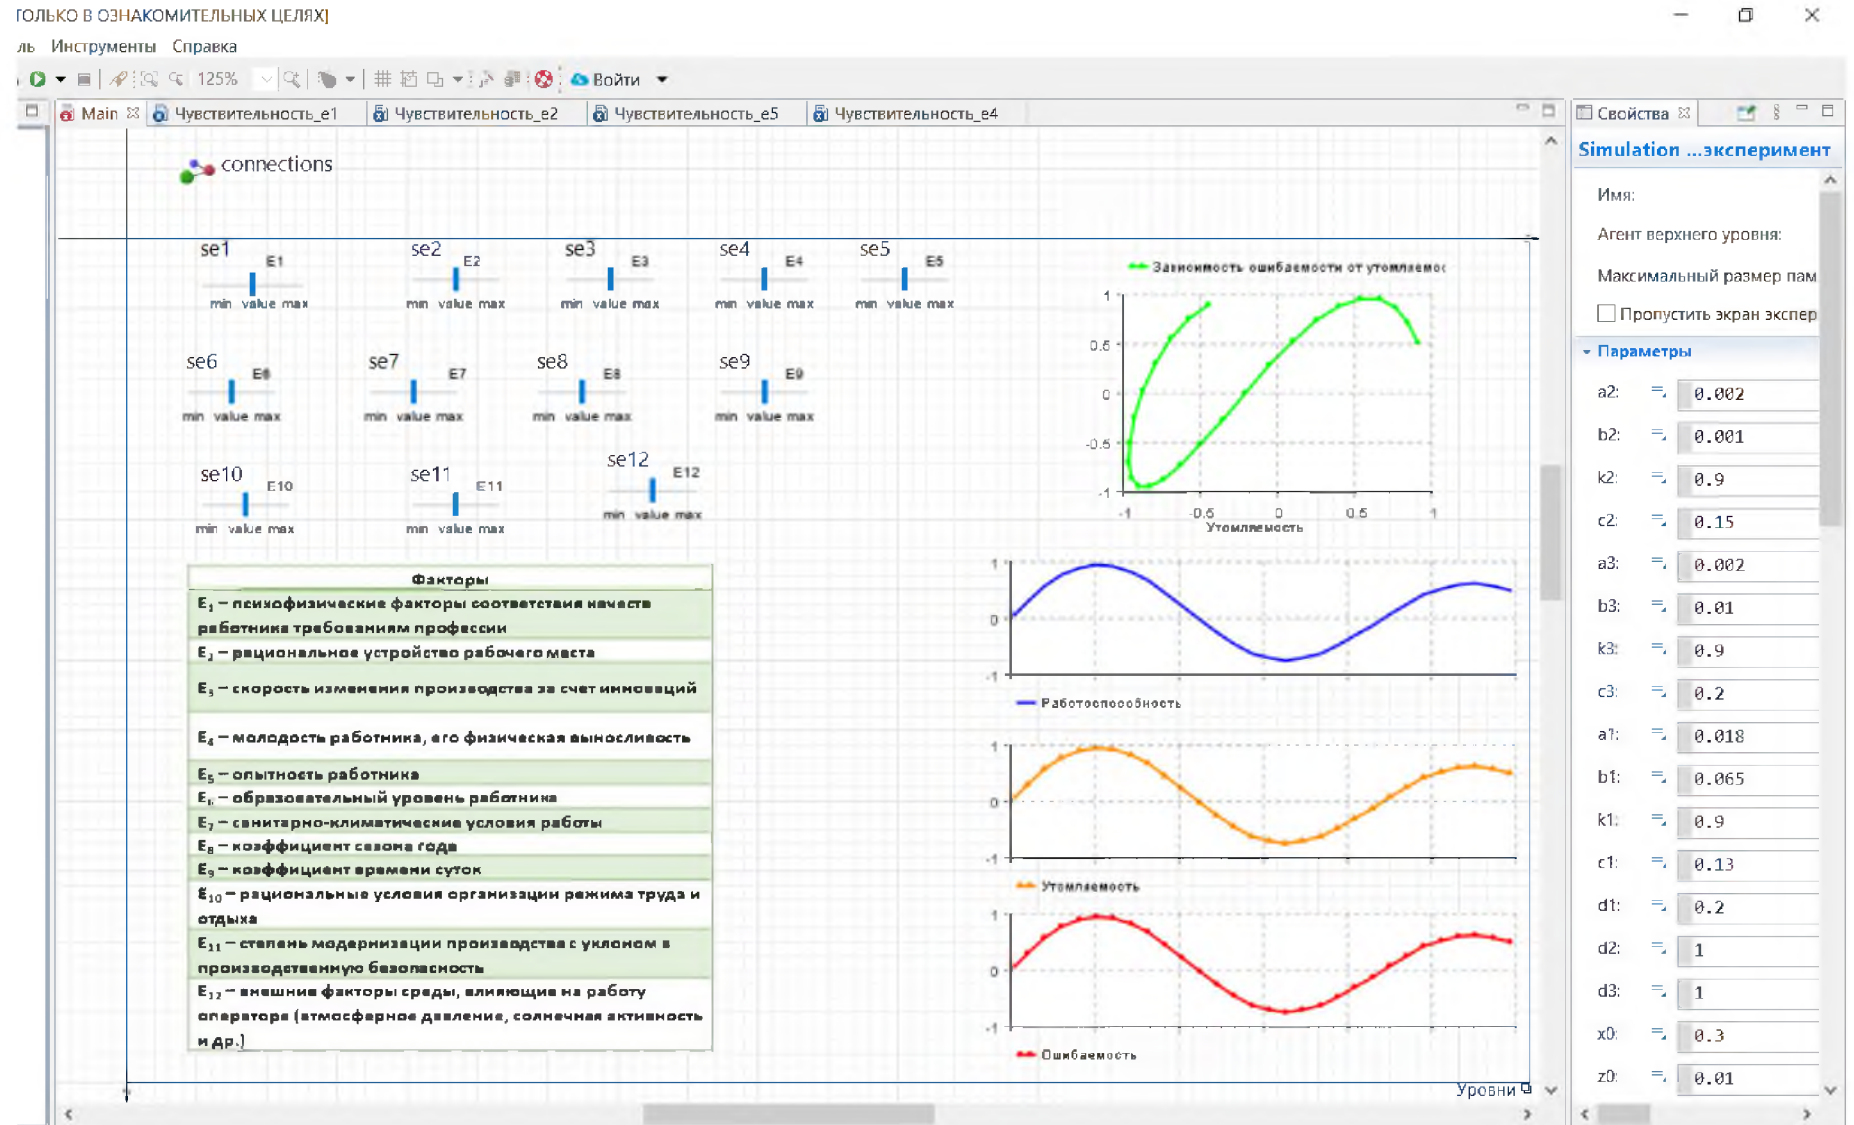 ТОЛЬКО В ОЗНАКОМИТЕЛЬНЫХ ЦЕЛЯХ]
ль Инструменты Справка
125% Войти
Main Чувствительность_e1 Чувствительность_e2 Чувствительность_e5 Чувствительность_e4
connections
se1 se2 se3 se4 se5
E1 E2 E3 E4 E5
min value max min value max min value max min value max min value max
se6 se7 se8 se9
E6 E7 E8 E9
min value max min value max min value max min value max
se10 se11 se12
E10 E11 E12
min value max min value max min value max
Факторы
E₁ – психофизические факторы соответствия качеств
работника требованиям профессии
E₂ – рациональное устройство рабочего места
E₃ – скорость изменения производства за счет инноваций
E₄ – молодость работника, его физическая выносливость
E₅ – опытность работника
E₆ – образовательный уровень работника
E₇ – санитарно-климатические условия работы
E₈ – коэффициент сезона года
E₉ – коэффициент времени суток
E₁₀ – рациональные условия организации режима труда и
отдыха
E₁₁ – степень модернизации производства с уклоном в
производственную безопасность
E₁₂ – внешние факторы среды, влияющие на работу
оператора (атмосферное давление, солнечная активность
и др.)
Зависимость ошибаемости от утомляемос
1
0.5
0
-0.5
-1
-1 -0.5 0 0.5 1
Утомляемость
1
0
-1
Работоспособность
1
0
-1
Утомляемость
1
0
-1
Ошибаемость
Уровни
Свойства
Simulation ...эксперимент
Имя:
Агент верхнего уровня:
Максимальный размер пам
Пропустить экран экспер
Параметры
a2: 0.002
b2: 0.001
k2: 0.9
c2: 0.15
a3: 0.002
b3: 0.01
k3: 0.9
c3: 0.2
a1: 0.018
b1: 0.065
k1: 0.9
c1: 0.13
d1: 0.2
d2: 1
d3: 1
x0: 0.3
z0: 0.01